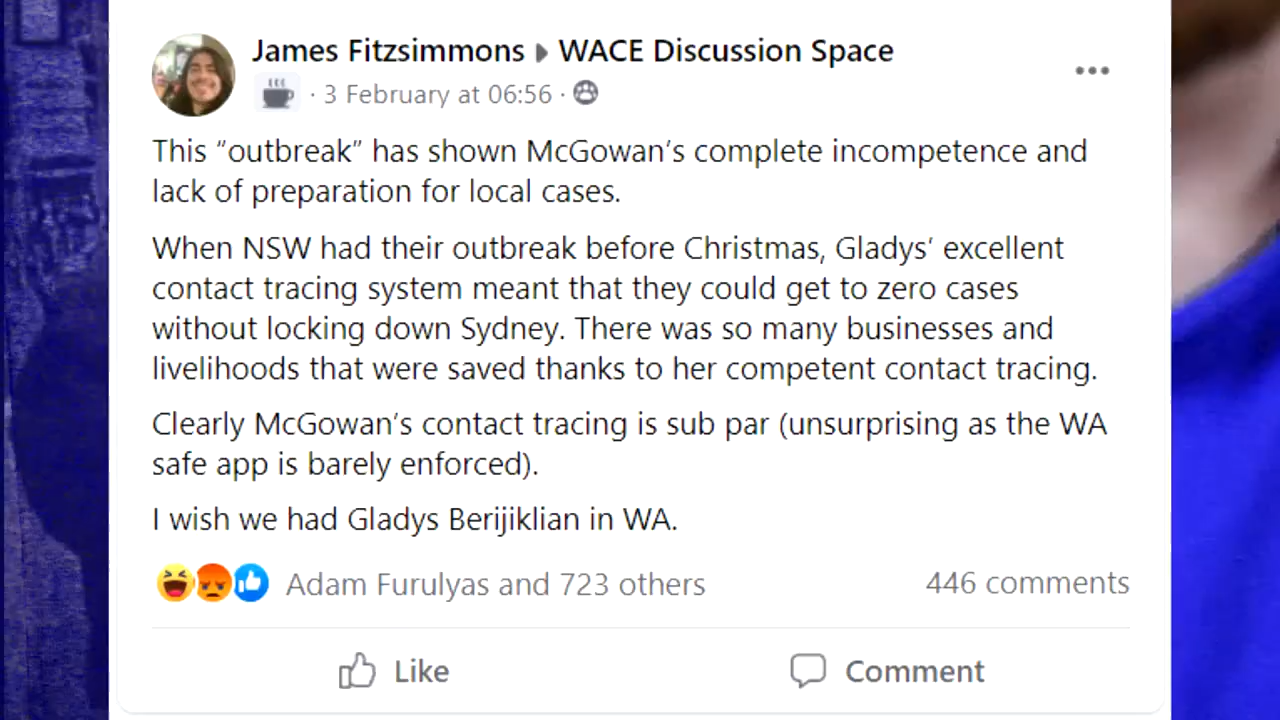 James Fitzsimmons ▸ WACE Discussion Space
· 3 February at 06:56 ·
This “outbreak” has shown McGowan’s complete incompetence and
lack of preparation for local cases.
When NSW had their outbreak before Christmas, Gladys’ excellent
contact tracing system meant that they could get to zero cases
without locking down Sydney. There was so many businesses and
livelihoods that were saved thanks to her competent contact tracing.
Clearly McGowan’s contact tracing is sub par (unsurprising as the WA
safe app is barely enforced).
I wish we had Gladys Berijiklian in WA.
Adam Furulyas and 723 others
446 comments
Like
Comment